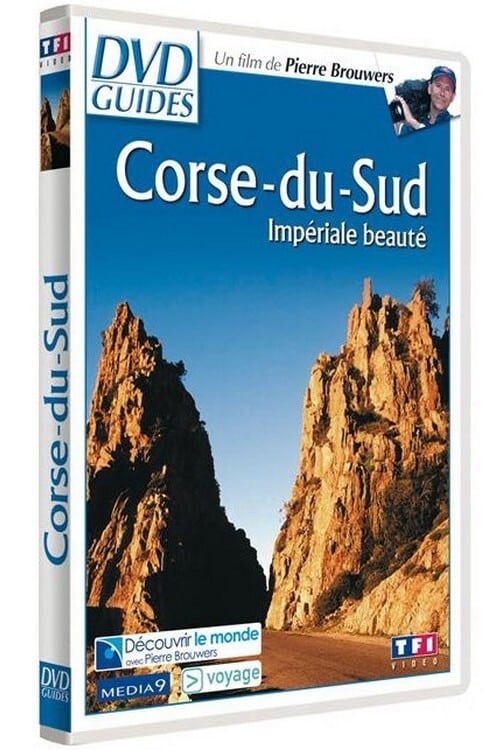 TF1
VIDEO
Corse-du-Sud
DVD
GUIDES
DVD
GUIDES
Un film de Pierre Brouwers
Corse-du-Sud
Impériale beauté
Découvrir le monde
avec Pierre Brouwers
MEDIA9
voyage
TF1
VIDEO